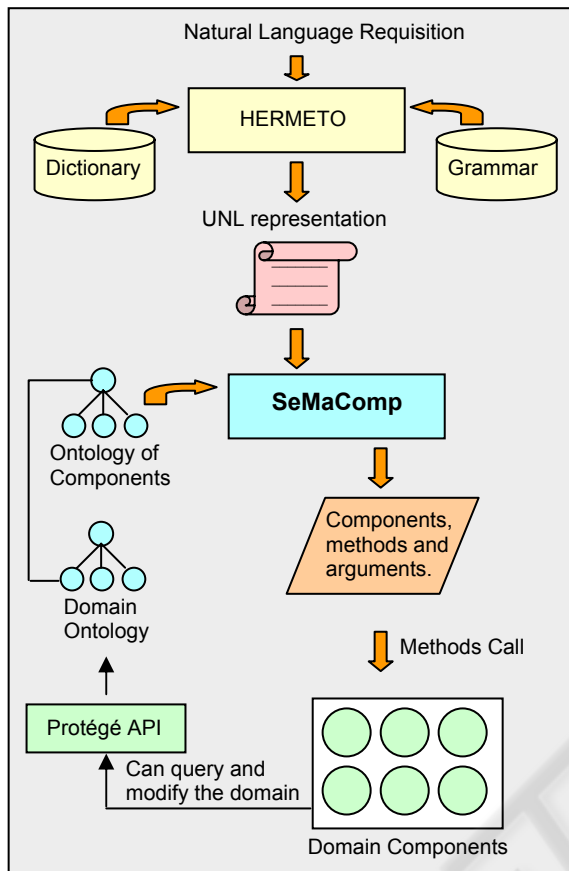 Natural Language Requisition
HERMETO
Dictionary
Grammar
UNL representation
SeMaComp
Ontology of
Components
Components,
methods and
arguments.
Domain
Ontology
Methods Call
Protégé API
Can query and
modify the domain
Domain Components